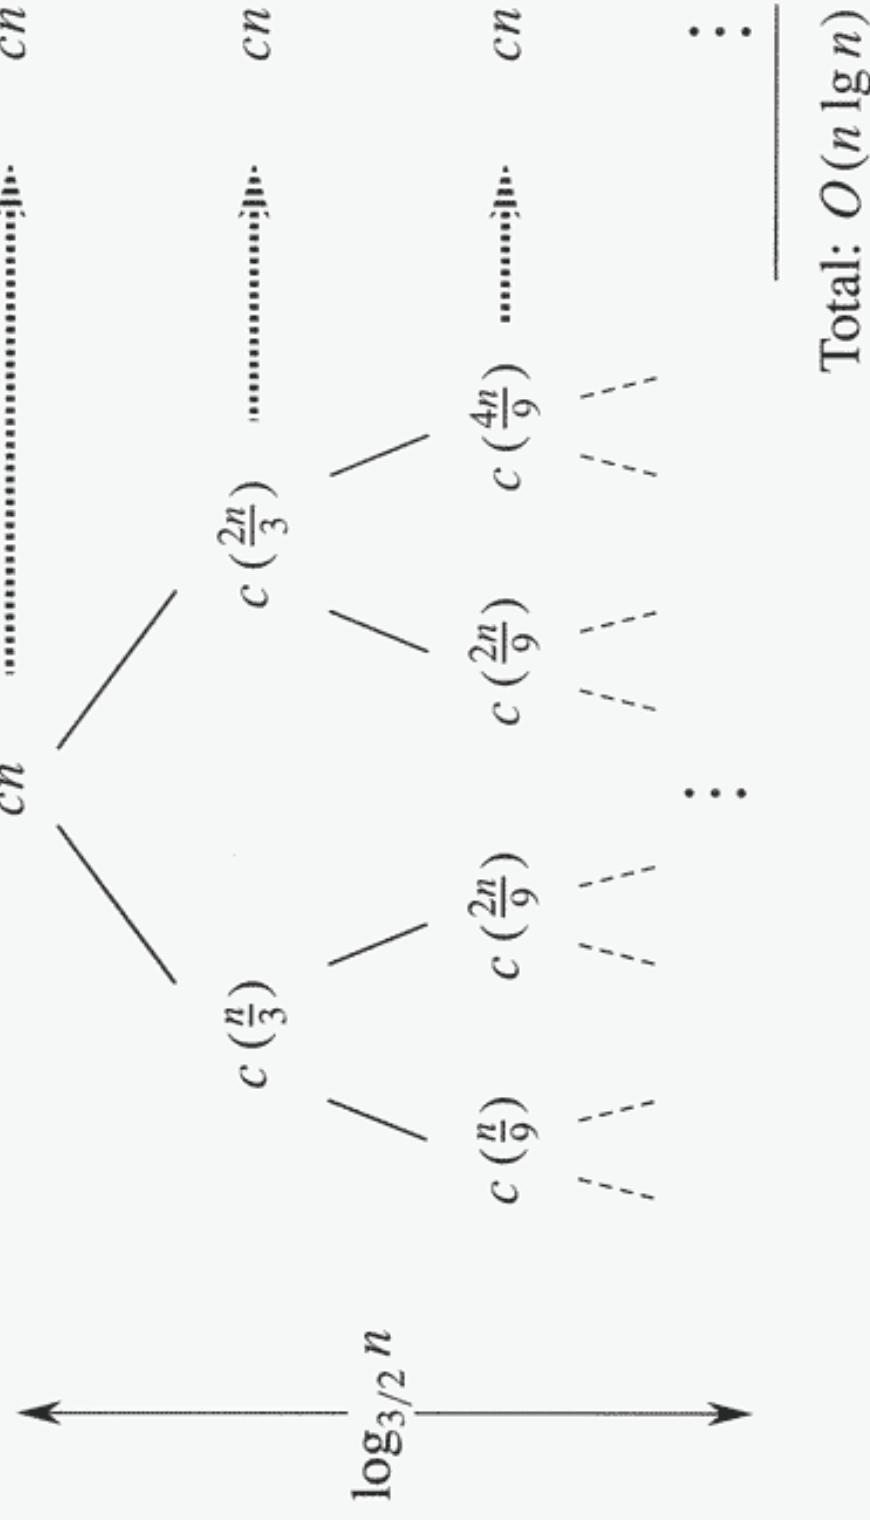 cn cn
c (n/3) c (2n/3) cn
log_{3/2} n
c (n/9) c (2n/9) c (2n/9) c (4n/9) cn
Total: O(n lg n)